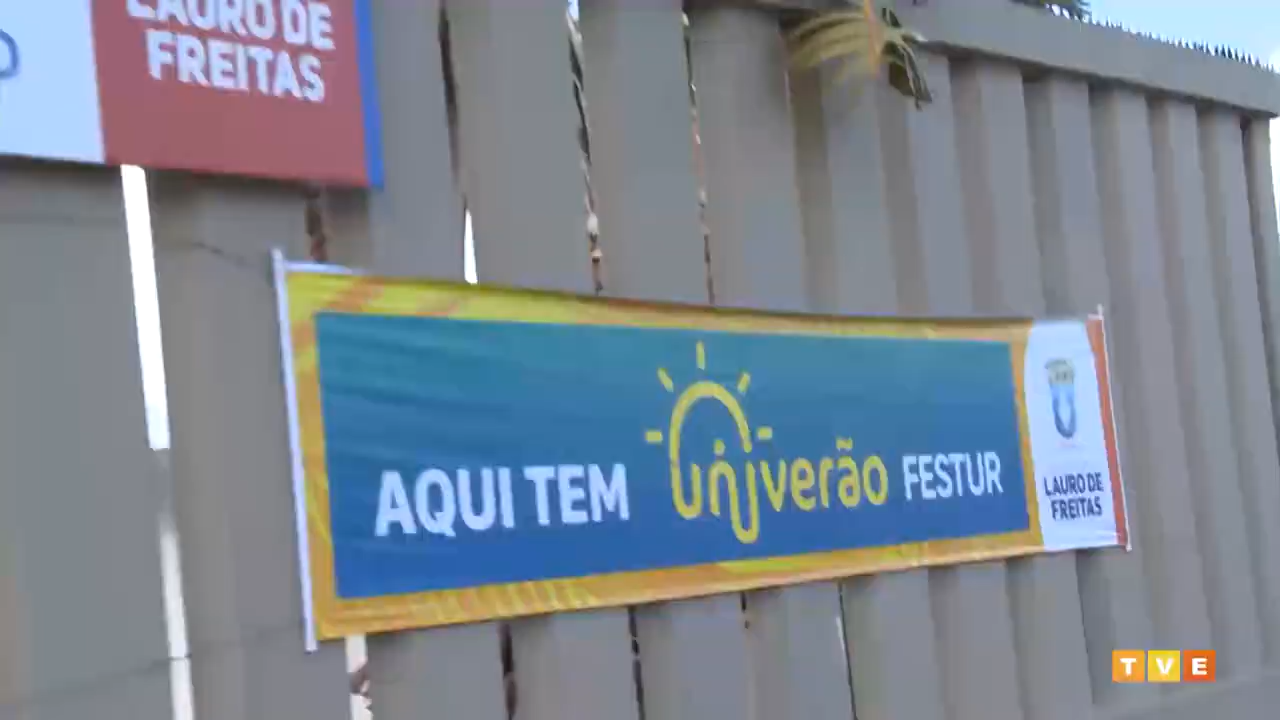 LAURO DE
FREITAS
AQUI TEM univerão FESTUR
LAURO DE
FREITAS
TVE